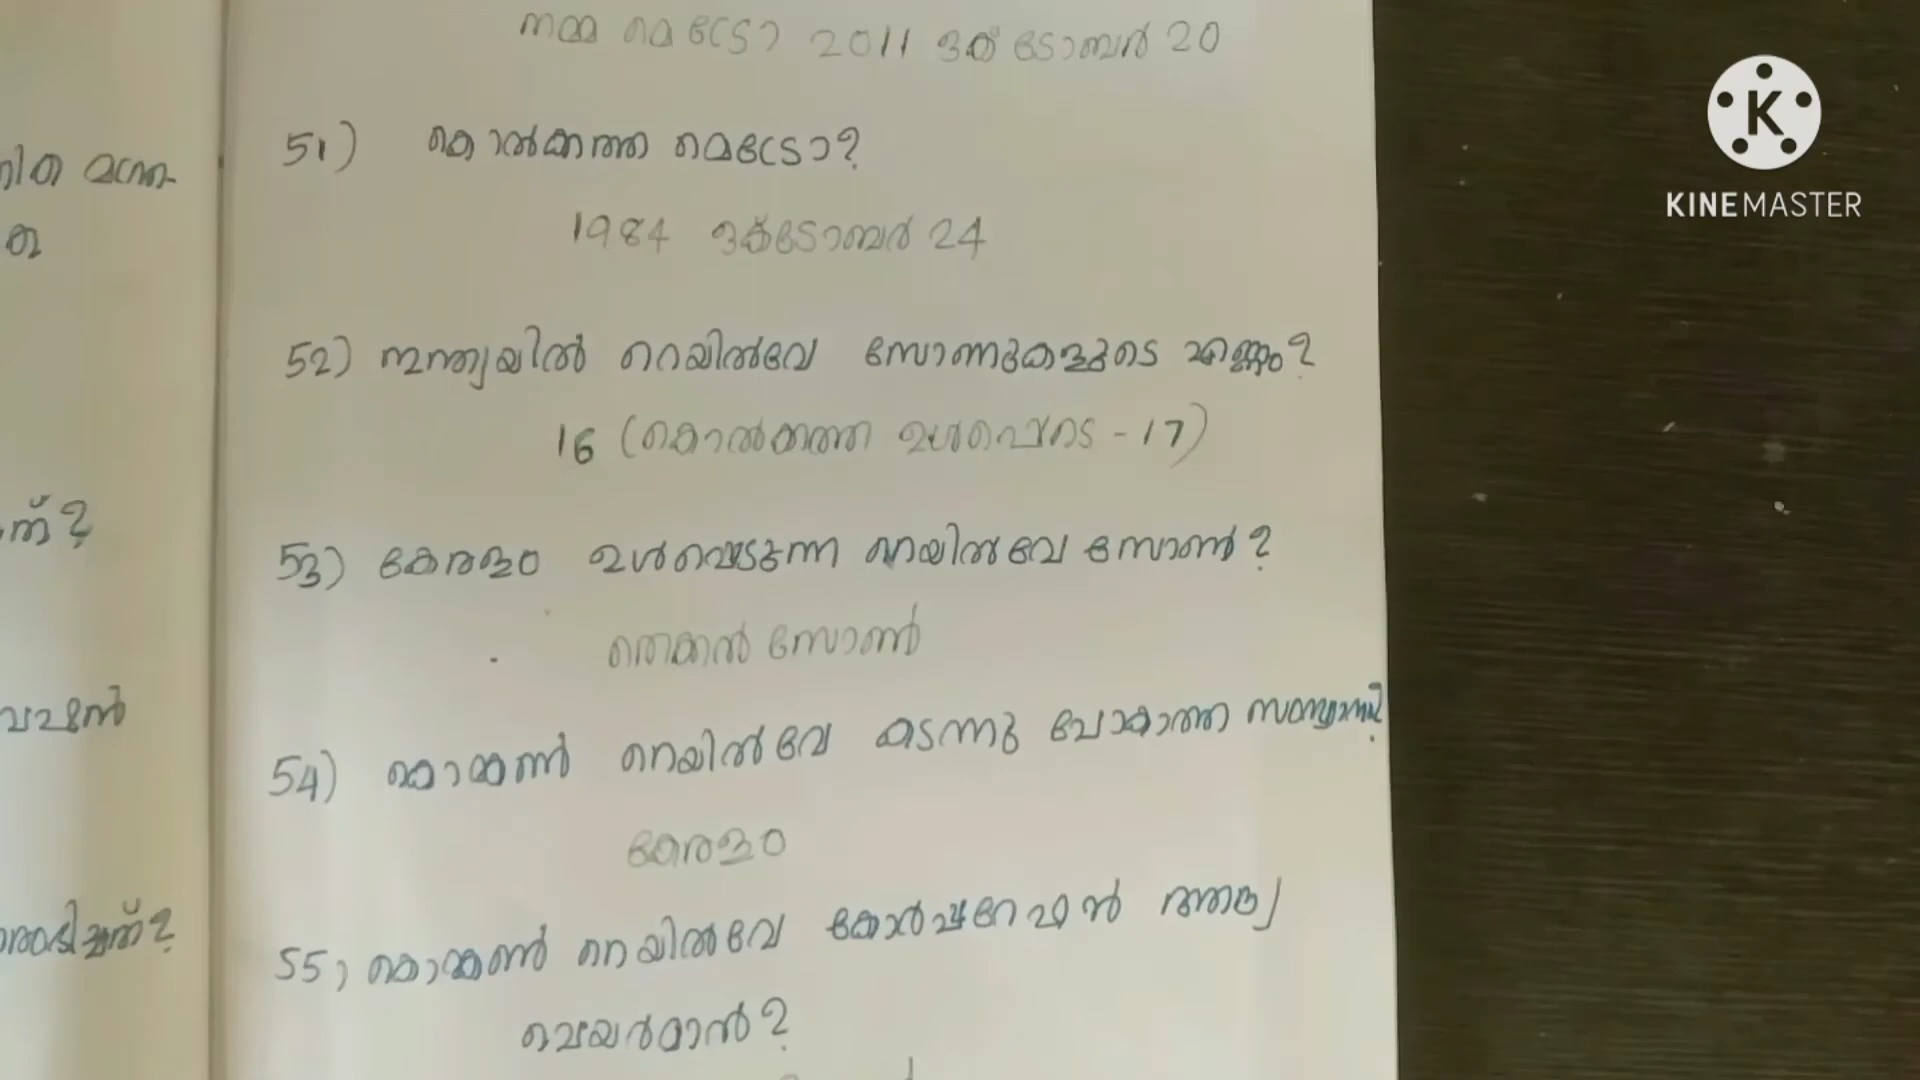 നമ്മ മെട്രോ 2011 ഒക്ടോബർ 20
51) കൊൽക്കത്ത മെട്രോ?
1984 ഒക്ടോബർ 24
52) ഇന്ത്യയിൽ റെയിൽവേ സോണുകളുടെ എണ്ണം?
16 (കൊൽക്കത്ത ഉൾപ്പെടെ - 17)
53) കേരളം ഉൾപ്പെടുന്ന റെയിൽവേ സോൺ?
തെക്കൻ സോൺ
54) കൊങ്കൺ റെയിൽവേ കടന്നു പോകാത്ത സംസ്ഥാനം?
കേരളം
55) കൊങ്കൺ റെയിൽവേ കോർപ്പറേഷൻ ആദ്യ
ചെയർമാൻ?
K
KINEMASTER